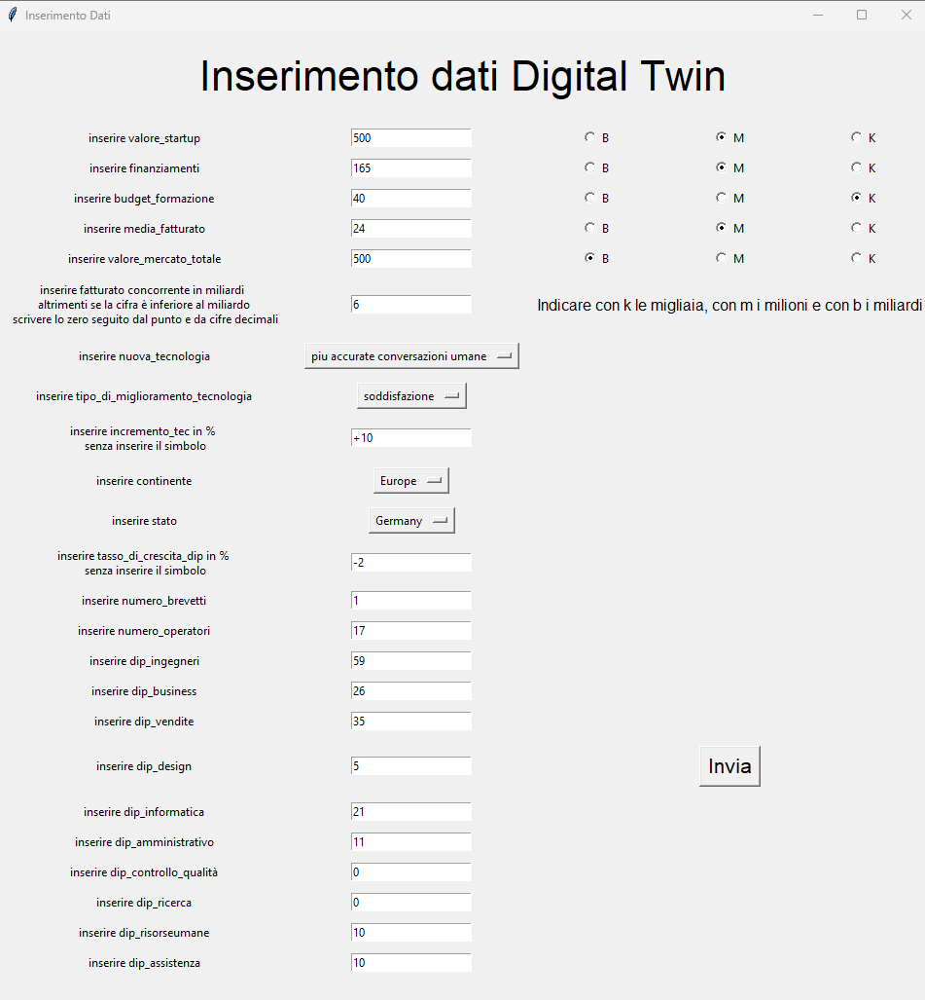 Inserimento Dati
Inserimento dati Digital Twin
inserire valore_startup 500 B M K
inserire finanziamenti 165 B M K
inserire budget_formazione 40 B M K
inserire media_fatturato 24 B M K
inserire valore_mercato_totale 500 B M K
inserire fatturato concorrente in miliardi
altrimenti se la cifra è inferiore al miliardo
scrivere lo zero seguito dal punto e da cifre decimali
6
Indicare con k le migliaia, con m i milioni e con b i miliardi
inserire nuova_tecnologia piu accurate conversazioni umane
inserire tipo_di_miglioramento_tecnologia soddisfazione
inserire incremento_tec in %
senza inserire il simbolo
+10
inserire continente Europe
inserire stato Germany
inserire tasso_di_crescita_dip in %
senza inserire il simbolo
-2
inserire numero_brevetti 1
inserire numero_operatori 17
inserire dip_ingegneri 59
inserire dip_business 26
inserire dip_vendite 35
inserire dip_design 5 Invia
inserire dip_informatica 21
inserire dip_amministrativo 11
inserire dip_controllo_qualità 0
inserire dip_ricerca 0
inserire dip_risorseumane 10
inserire dip_assistenza 10